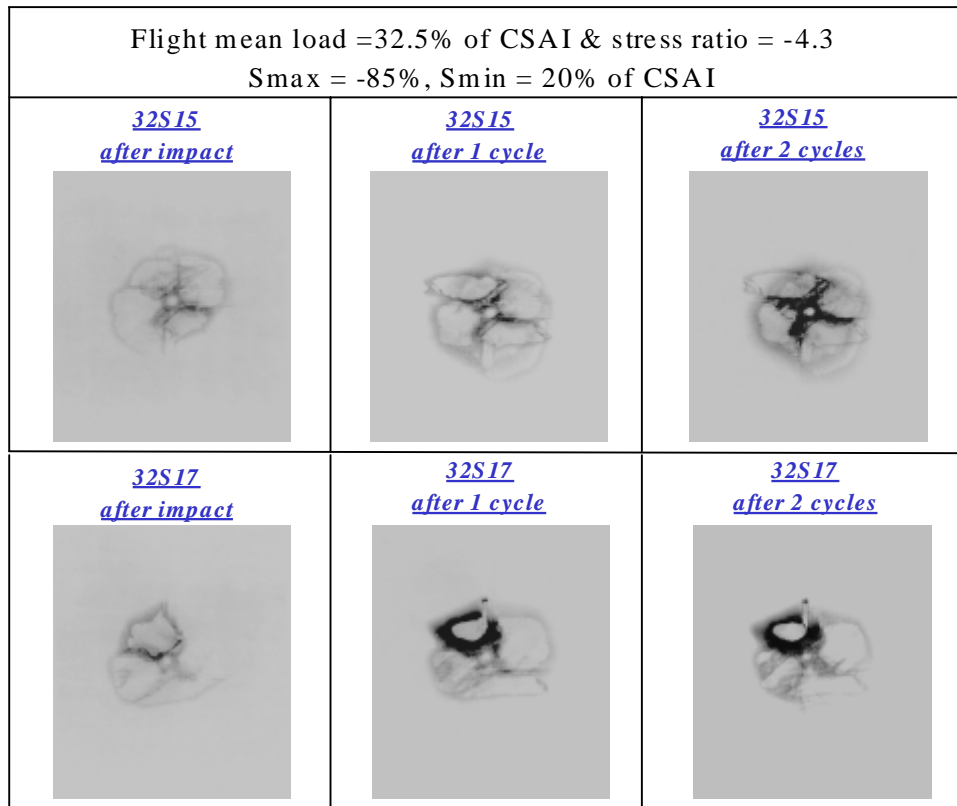 Flight mean load =32.5% of CSAI & stress ratio = -4.3
Smax = -85%, Smin = 20% of CSAI
32S15
after impact
32S15
after 1 cycle
32S15
after 2 cycles
32S17
after impact
32S17
after 1 cycle
32S17
after 2 cycles